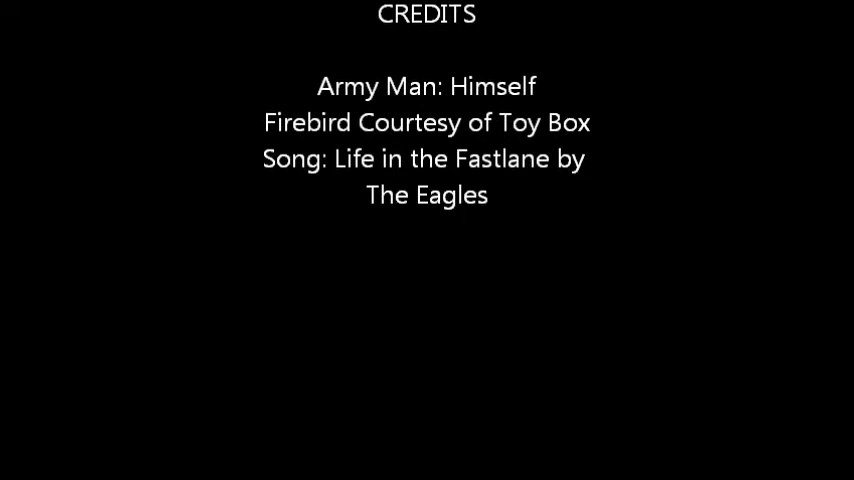 CREDITS
Army Man: Himself
Firebird Courtesy of Toy Box
Song: Life in the Fastlane by
The Eagles